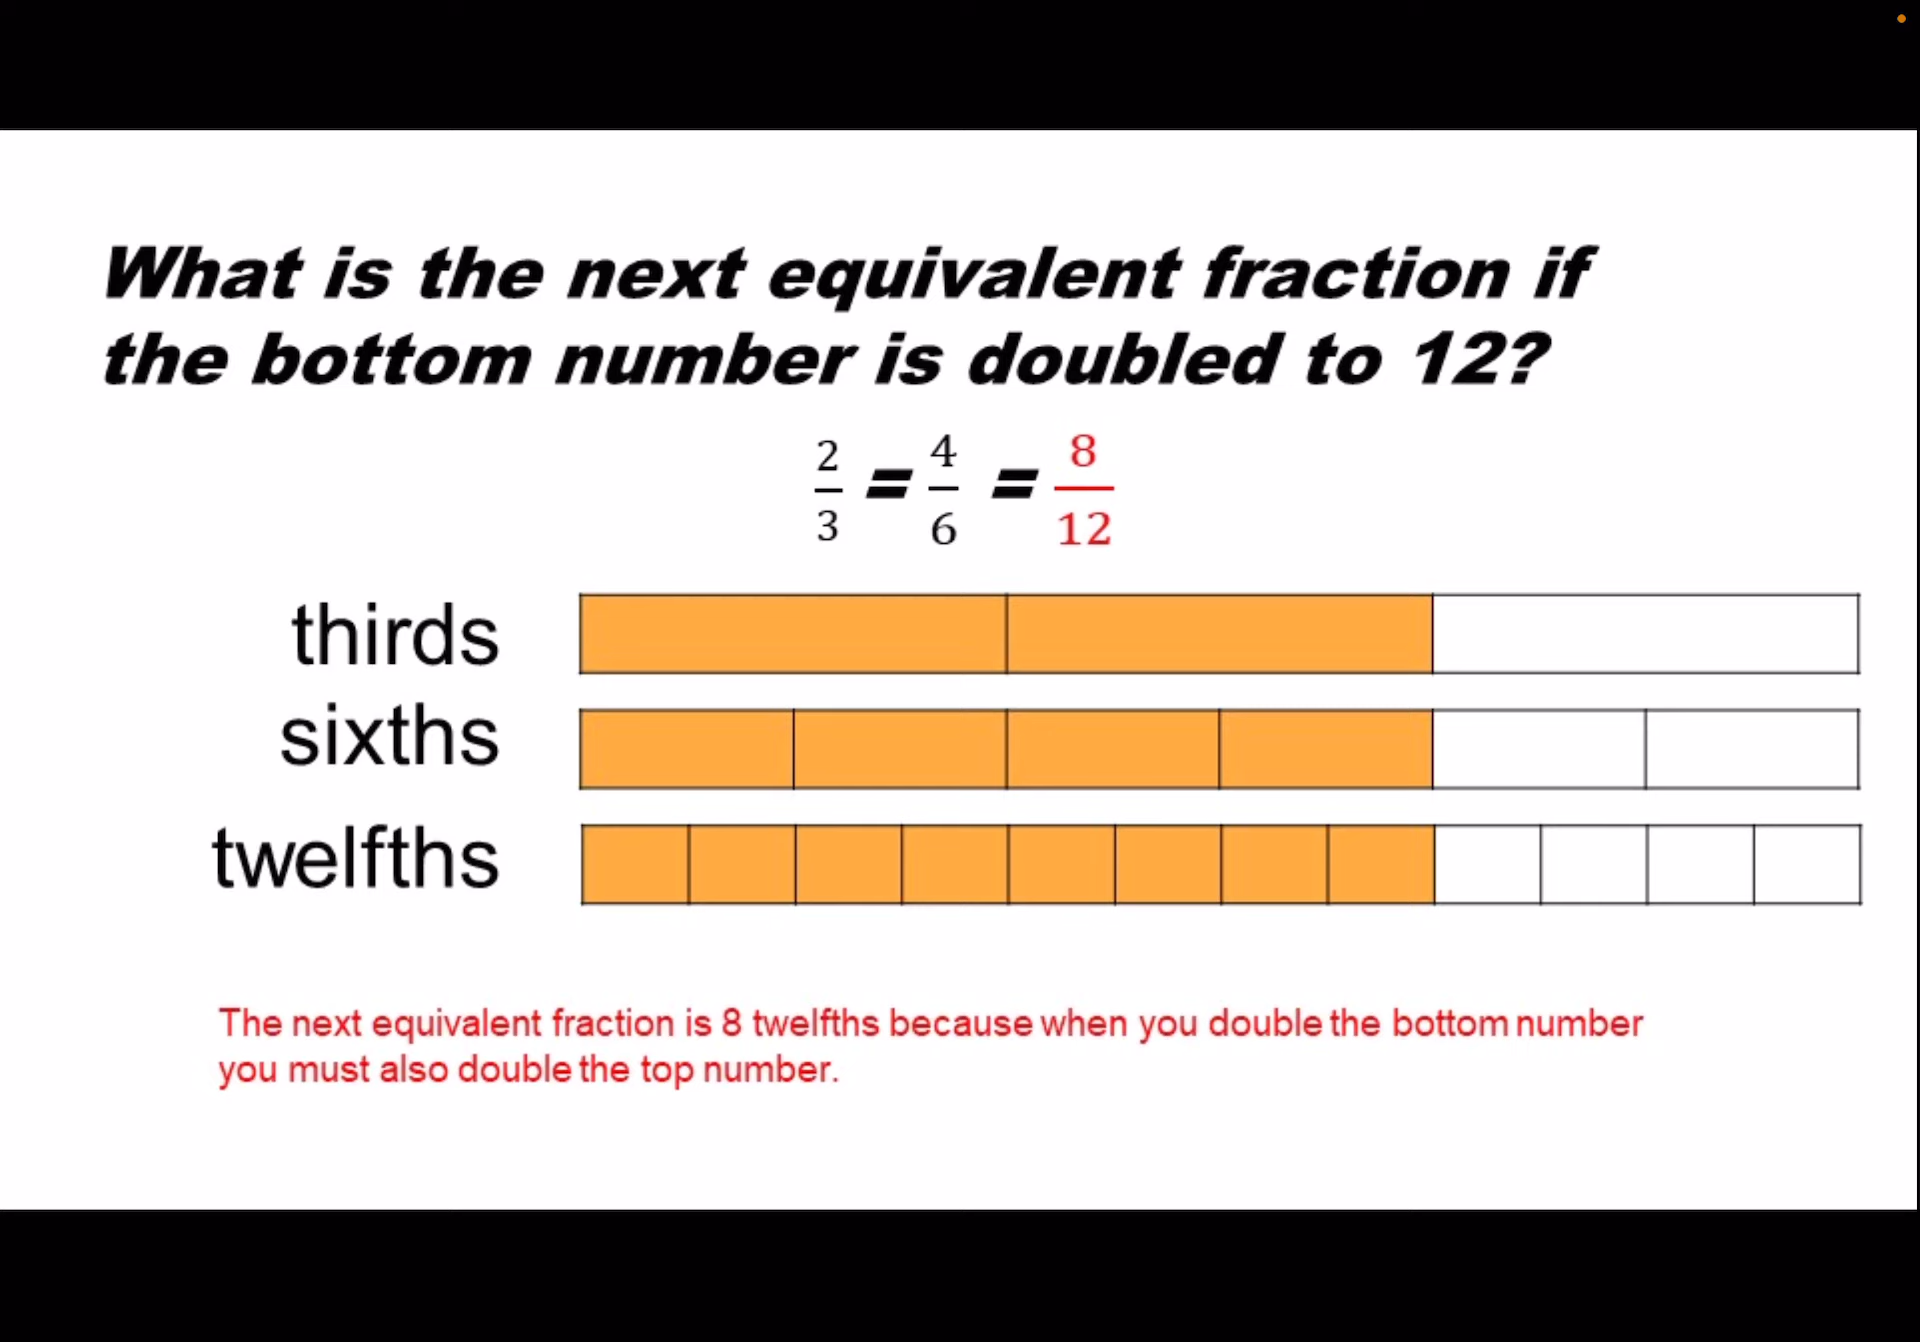 What is the next equivalent fraction if
the bottom number is doubled to 12?
2/3 = 4/6 = 8/12
thirds
sixths
twelfths
The next equivalent fraction is 8 twelfths because when you double the bottom number
you must also double the top number.